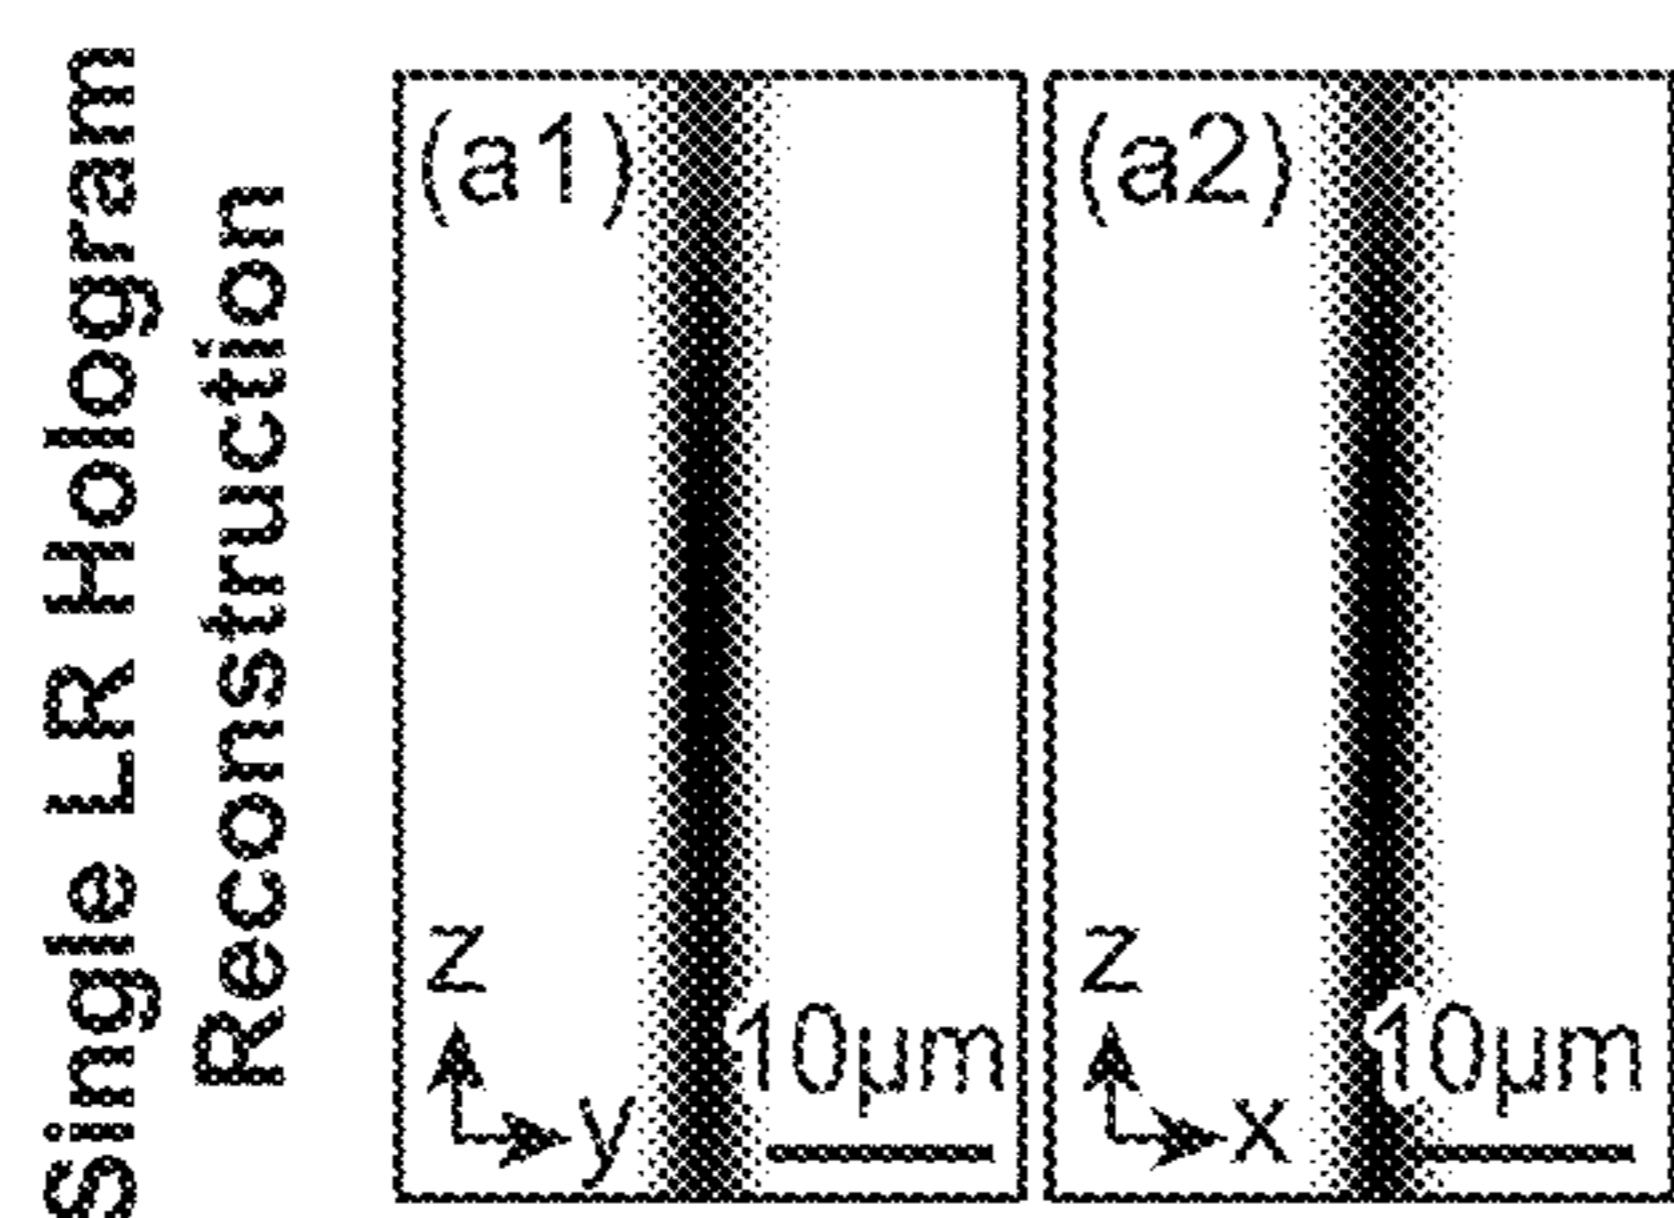 Single LR Hologram
Reconstruction
(a1)
z
y
10µm
(a2)
z
x
10µm